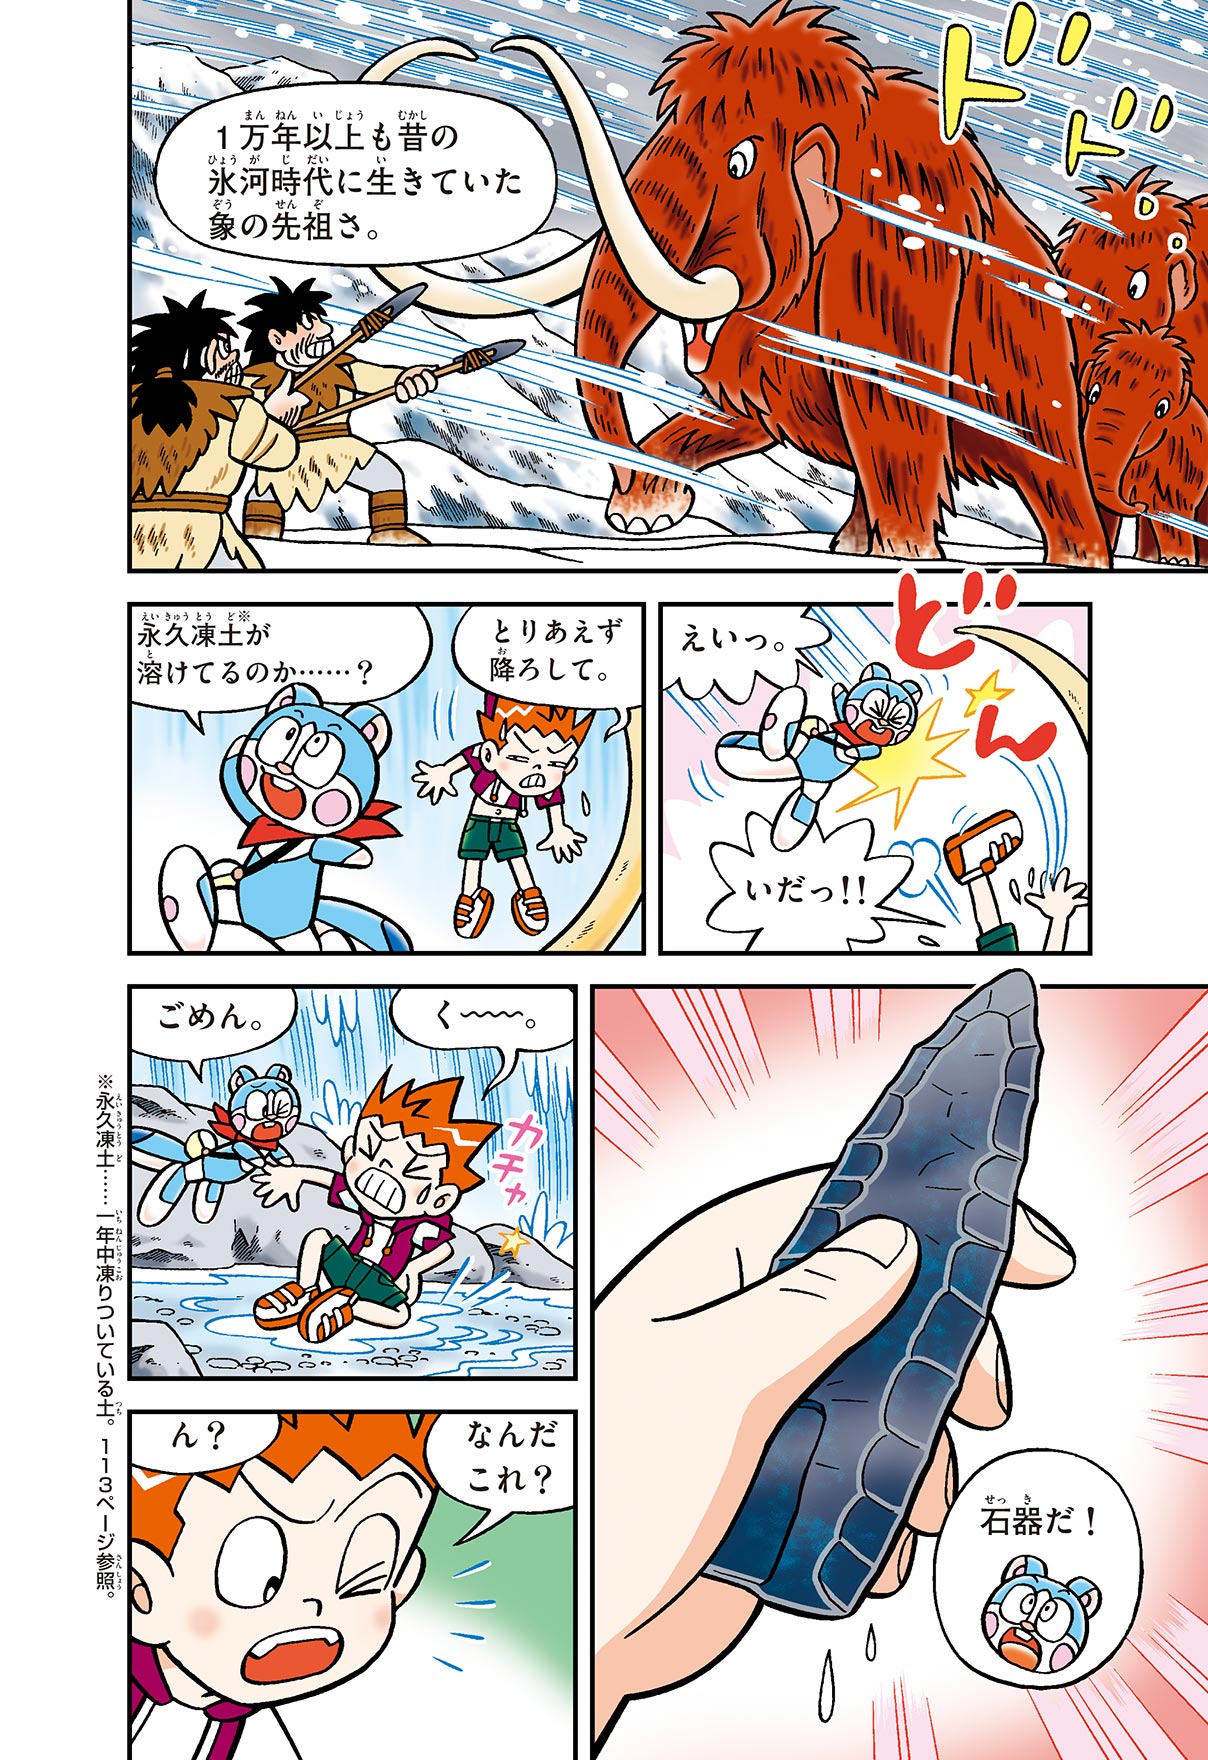 1万年以上も昔の
氷河時代に生きていた
象の先祖さ。
ドドドド
えいっ。
どん
いだっ!!
とりあえず
降ろして。
永久凍土※が
溶けてるのか……?
く〜〜〜。
ごめん。
カチャ
なんだ
これ?
ん?
石器だ!
※永久凍土……一年中凍りついている土。113ページ参照。